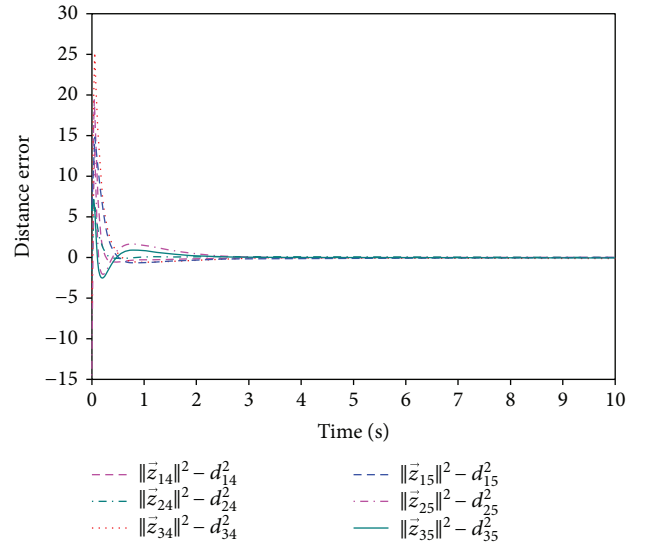 30
25
20
15
10
5
0
−5
−10
−15
Distance error
0 1 2 3 4 5 6 7 8 9 10
Time (s)
‖z⃗₁₄‖² − d²₁₄ ‖z⃗₁₅‖² − d²₁₅
‖z⃗₂₄‖² − d²₂₄ ‖z⃗₂₅‖² − d²₂₅
‖z⃗₃₄‖² − d²₃₄ ‖z⃗₃₅‖² − d²₃₅